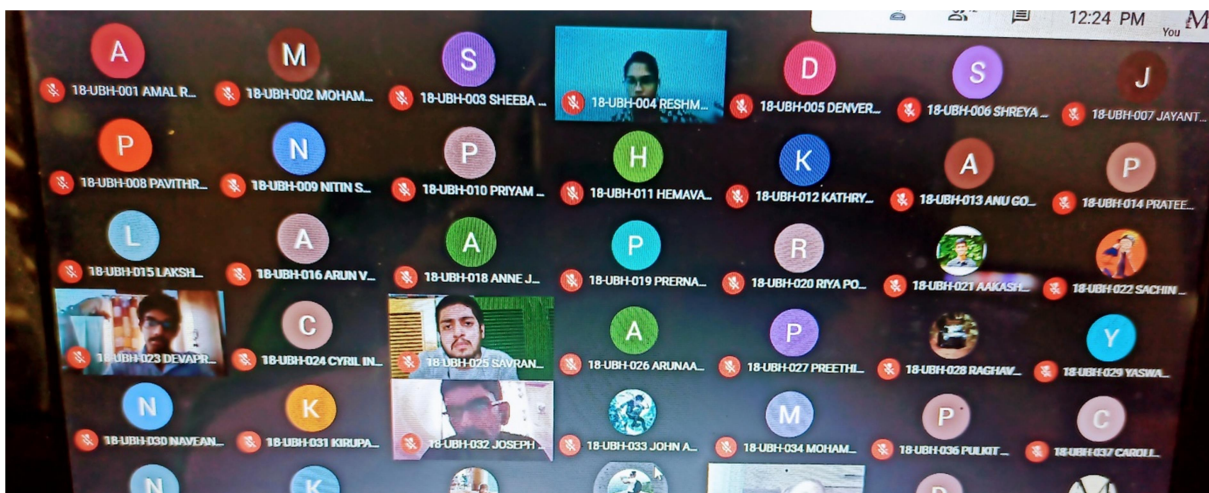 12:24 PM
You M
A M S D S J
18-UBH-001 AMAL R... 18-UBH-002 MOHAM... 18-UBH-003 SHEEBA ... 18-UBH-004 RESHM... 18-UBH-005 DENVER... 18-UBH-006 SHREYA ... 18-UBH-007 JAYANT...
P N P H K A P
18-UBH-008 PAVITHR... 18-UBH-009 NITIN S... 18-UBH-010 PRIYAM ... 18-UBH-011 HEMAVA... 18-UBH-012 KATHRY... 18-UBH-013 ANU GO... 18-UBH-014 PRATEE...
L A A P R
18-UBH-015 LAKSH... 18-UBH-016 ARUN V... 18-UBH-018 ANNE J... 18-UBH-019 PRERNA... 18-UBH-020 RIYA PO... 18-UBH-021 AAKASH... 18-UBH-022 SACHIN ...
C A P Y
18-UBH-023 DEVAPR... 18-UBH-024 CYRIL IN... 18-UBH-025 SAVRAN... 18-UBH-026 ARUNAA... 18-UBH-027 PREETHI... 18-UBH-028 RAGHAV... 18-UBH-029 YASWA...
N K M P C
18-UBH-030 NAVEAN... 18-UBH-031 KIRUPA... 18-UBH-032 JOSEPH ... 18-UBH-033 JOHN A... 18-UBH-034 MOHAM... 18-UBH-036 PULKIT ... 18-UBH-037 CAROLL...
N K